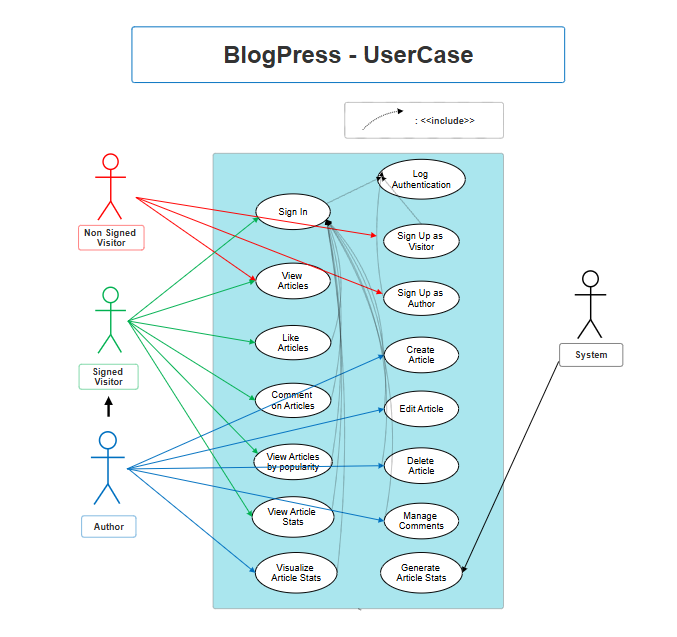 BlogPress - UserCase
: <<include>>
Log
Authentication
Sign In
Non Signed
Visitor
Sign Up as
Visitor
View
Articles
Sign Up as
Author
Like
Articles
Create
Article
System
Signed
Visitor
Comment
on Articles
Edit Article
View Articles
by popularity
Delete
Article
Author
View Article
Stats
Manage
Comments
Visualize
Article Stats
Generate
Article Stats